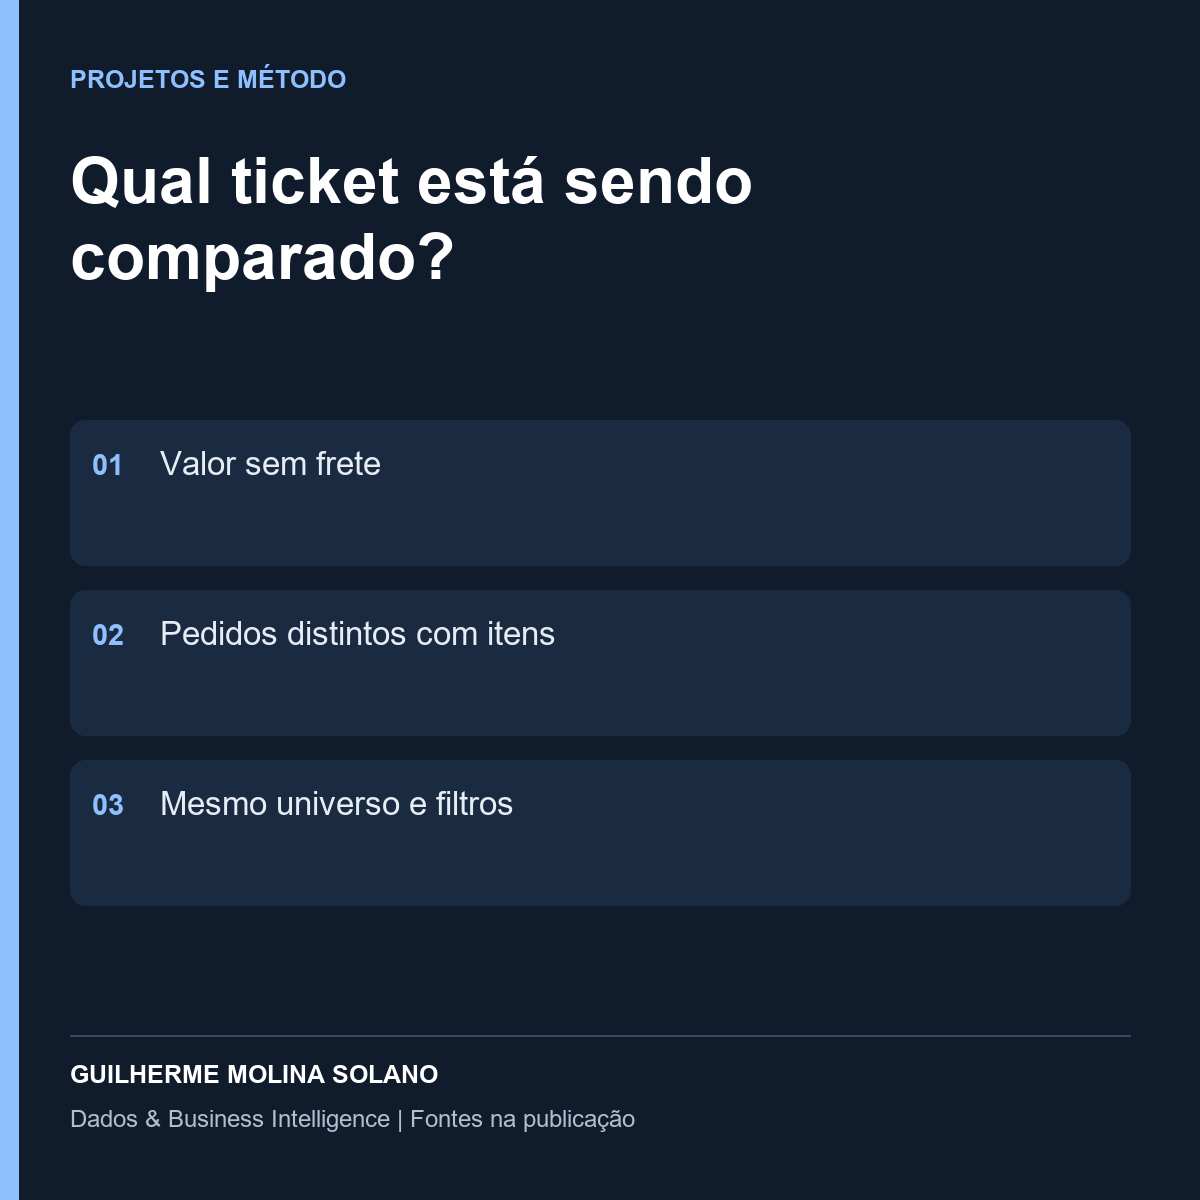 PROJETOS E MÉTODO
Qual ticket está sendo
comparado?
01 Valor sem frete
02 Pedidos distintos com itens
03 Mesmo universo e filtros
GUILHERME MOLINA SOLANO
Dados & Business Intelligence | Fontes na publicação